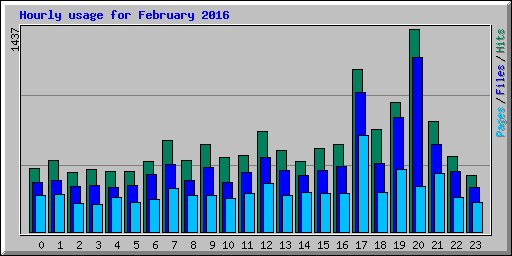 Hourly usage for February 2016
1437
Pages / Files / Hits
0 1 2 3 4 5 6 7 8 9 10 11 12 13 14 15 16 17 18 19 20 21 22 23